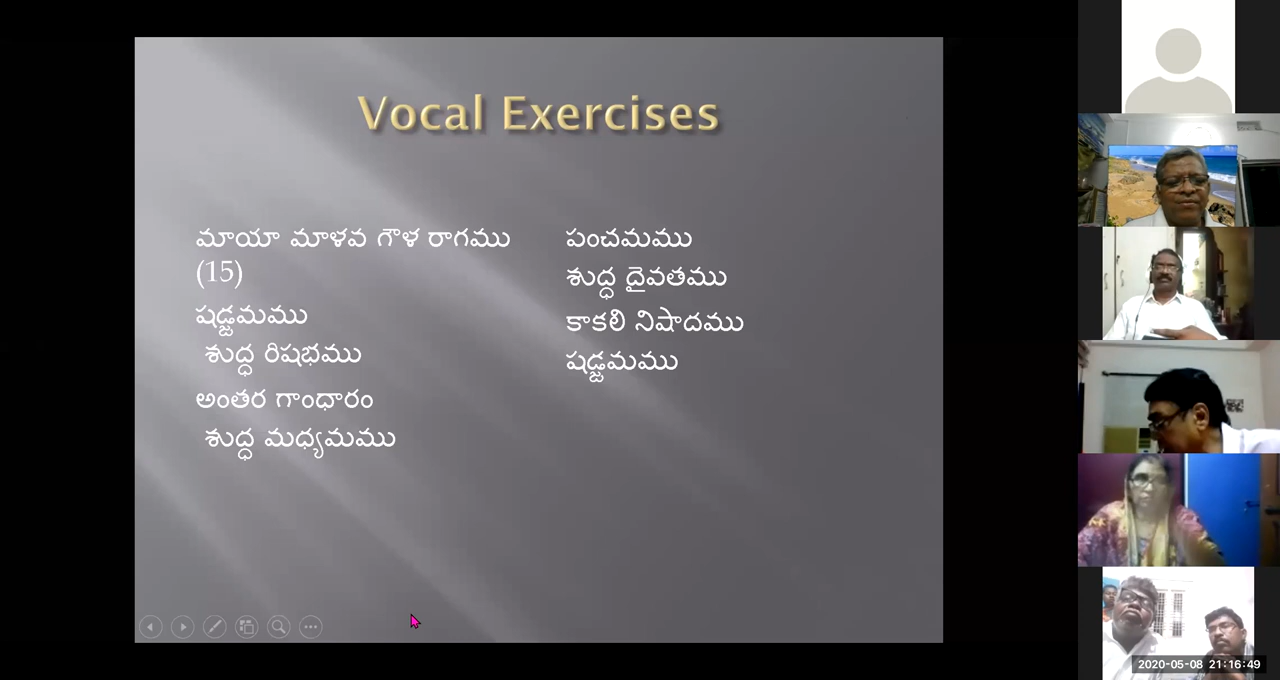 Vocal Exercises
మాయా మాళవ గౌళ రాగము
(15)
షడ్జమము
శుద్ధ రిషభము
అంతర గాంధారం
శుద్ధ మధ్యమము
పంచమము
శుద్ధ దైవతము
కాకలి నిషాదము
షడ్జమము
2020-05-08 21:16:49